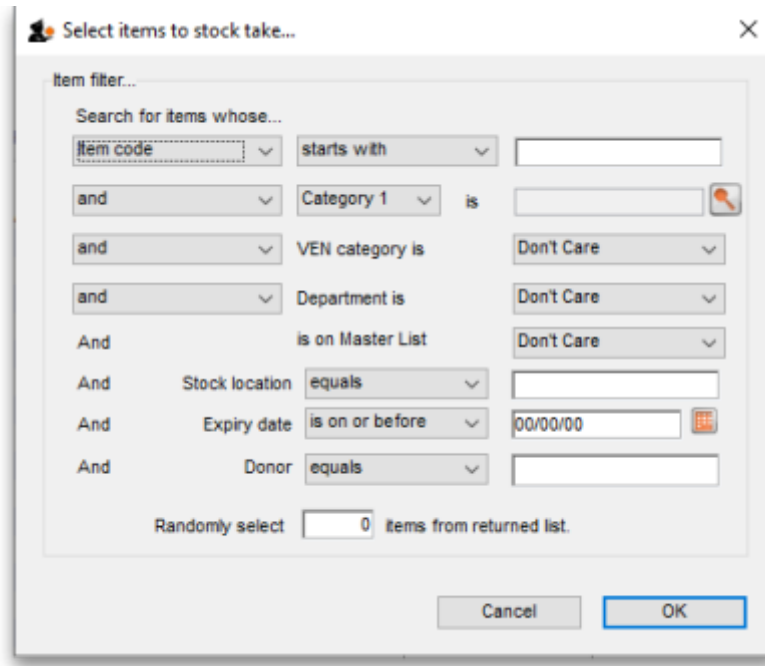 Select items to stock take...
Item filter...
Search for items whose...
Item code starts with
and Category 1 is
and VEN category is Don't Care
and Department is Don't Care
And is on Master List Don't Care
And Stock location equals
And Expiry date is on or before 00/00/00
And Donor equals
Randomly select 0 items from returned list.
Cancel OK